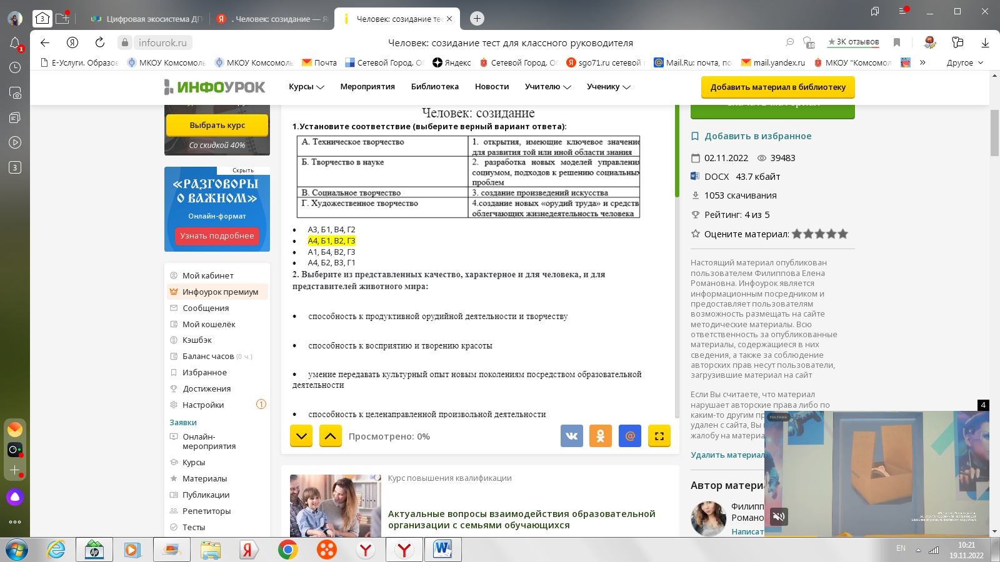 3
Цифровая экосистема ДП
. Человек: созидание — Я
Человек: созидание тес
1
infourok.ru
Человек: созидание тест для классного руководителя
10
3К отзывов
Е-Услуги. Образов
МКОУ Комсомоль
МКОУ Комсомоль
Почта
Сетевой Город. Об
Яндекс
Сетевой Город. Об
sgo71.ru сетевой г
Mail.Ru: почта, по
mail.yandex.ru
МКОУ "Комсомол
»
Другое
ИНФОУРОК
Курсы
Мероприятия
Библиотека
Новости
Учителю
Ученику
Добавить материал в библиотеку
3
Выбрать курс
Со скидкой 40%
Скрыть
«РАЗГОВОРЫ
О ВАЖНОМ»
Онлайн-формат
Узнать подробнее
Мой кабинет
Инфоурок премиум
Сообщения
Мой кошелёк
Кэшбэк
Баланс часов (0 ч.)
Избранное
Достижения
Настройки
1
Заявки
Онлайн-
мероприятия
Курсы
Материалы
Публикации
Репетиторы
Тесты
Человек: созидание
1.Установите соответствие (выберите верный вариант ответа):
А. Техническое творчество
1. открытия, имеющие ключевое значение
для развития той или иной области знания
Б. Творчество в науке
2. разработка новых моделей управления
социумом, подходов к решению социальных
проблем
В. Социальное творчество
3. создание произведений искусства
Г. Художественное творчество
4.создание новых «орудий труда» и средств
облегчающих жизнедеятельность человека
• А3, Б1, В4, Г2
• А4, Б1, В2, Г3
• А1, Б4, В2, Г3
• А4, Б2, В3, Г1
2. Выберите из представленных качество, характерное и для человека, и для
представителей животного мира:
• способность к продуктивной орудийной деятельности и творчеству
• способность к восприятию и творению красоты
• умение передавать культурный опыт новым поколениям посредством образовательной
деятельности
• способность к целенаправленной произвольной деятельности
Просмотрено: 0%
Курс повышения квалификации
Актуальные вопросы взаимодействия образовательной
организации с семьями обучающихся
Добавить в избранное
02.11.2022 39483
DOCX 43.7 кбайт
1053 скачивания
Рейтинг: 4 из 5
Оцените материал:
Настоящий материал опубликован
пользователем Филиппова Елена
Романовна. Инфоурок является
информационным посредником и
предоставляет пользователям
возможность размещать на сайте
методические материалы. Всю
ответственность за опубликованные
материалы, содержащиеся в них
сведения, а также за соблюдение
авторских прав несут пользователи,
загрузившие материал на сайт
Если Вы считаете, что материал
нарушает авторские права либо по
каким-то другим пр
удален с сайта, Вы
жалобу на материа
Удалить материал
Автор матери
Филипп
Романо
Написат
4
РЕКЛАМА
EN
10:21
19.11.2022